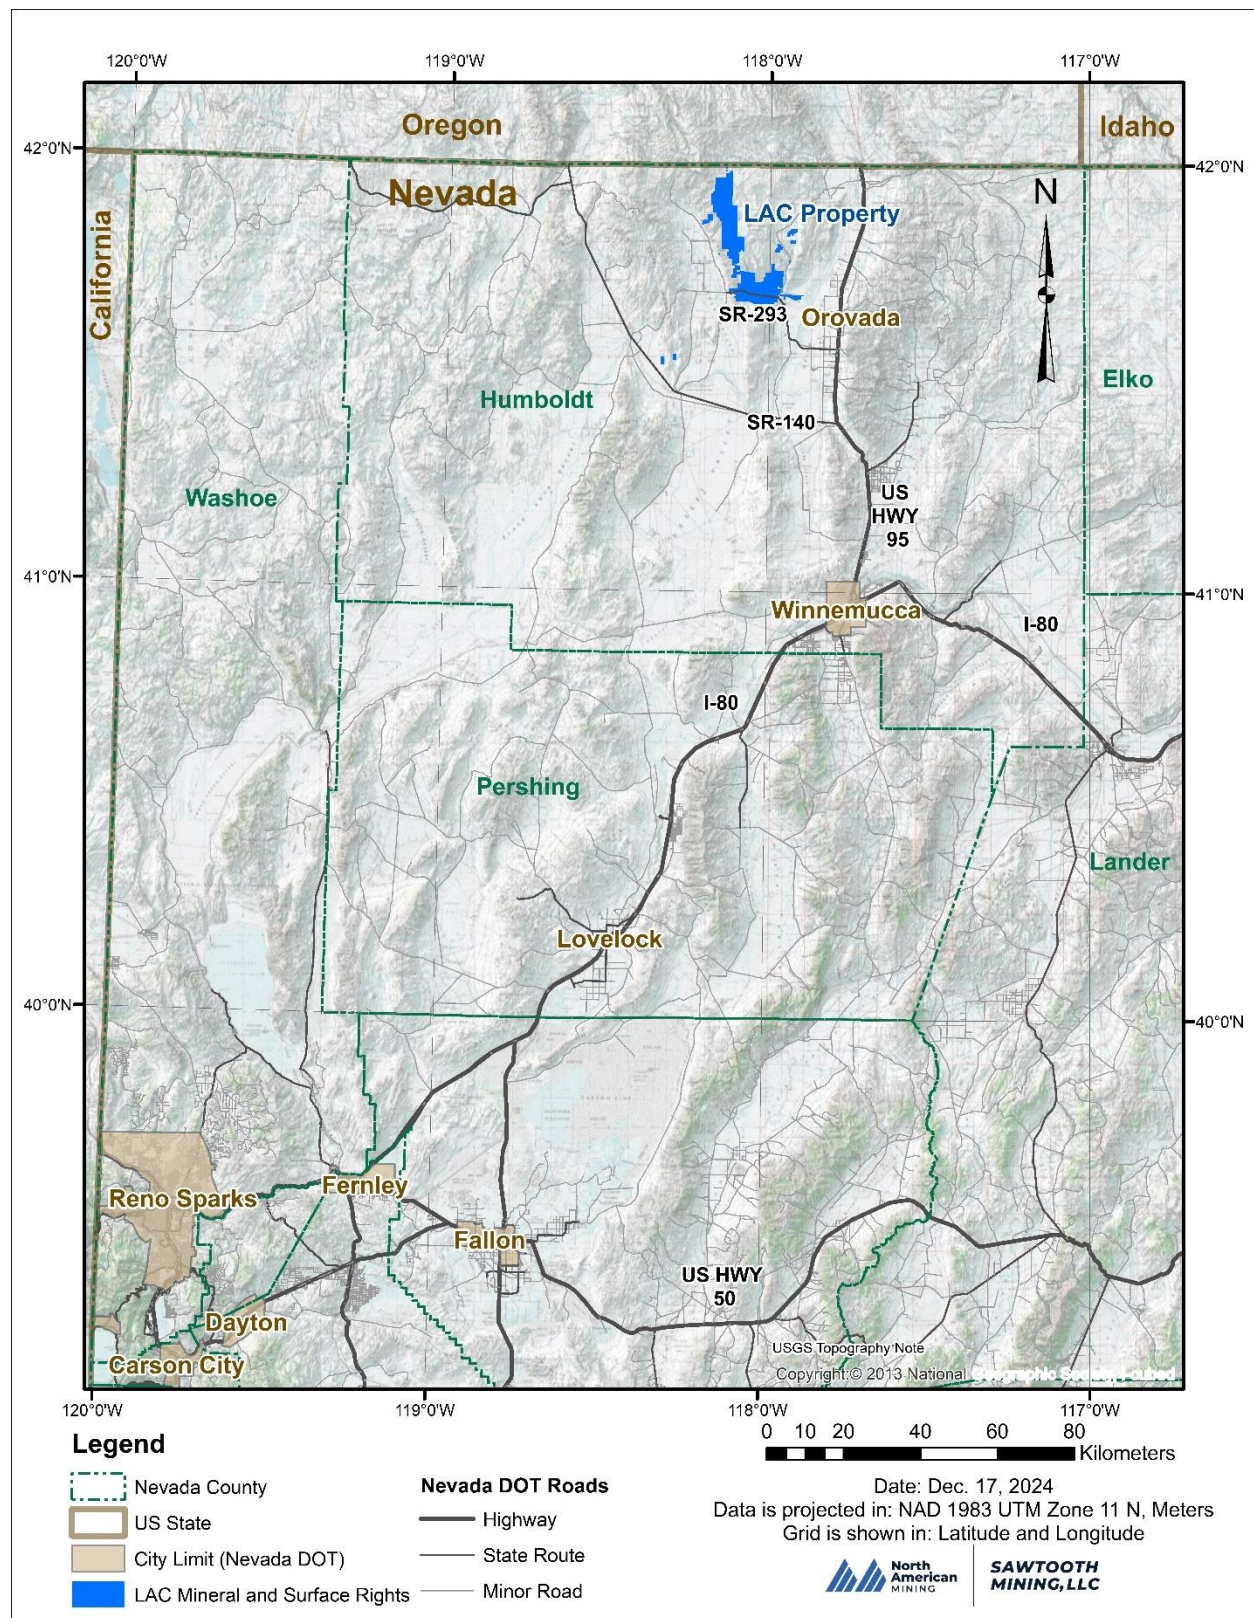 120°0'W 119°0'W 118°0'W 117°0'W
Oregon
Idaho
42°0'N
42°0'N
Nevada
N
LAC Property
California
SR-293
Orovada
Elko
Humboldt
SR-140
Washoe
US
HWY
95
41°0'N
41°0'N
Winnemucca
I-80
I-80
Pershing
Lander
Lovelock
40°0'N
40°0'N
Reno Sparks
Fernley
Fallon
US HWY
50
Dayton
USGS Topography Note
Carson City
Copyright:© 2013 National Geographic Society, i-cubed
120°0'W 119°0'W 118°0'W 117°0'W
Legend
Nevada County
US State
City Limit (Nevada DOT)
LAC Mineral and Surface Rights
Nevada DOT Roads
Highway
State Route
Minor Road
0 10 20 40 60 80
Kilometers
Date: Dec. 17, 2024
Data is projected in: NAD 1983 UTM Zone 11 N, Meters
Grid is shown in: Latitude and Longitude
North
American
MINING
SAWTOOTH
MINING, LLC